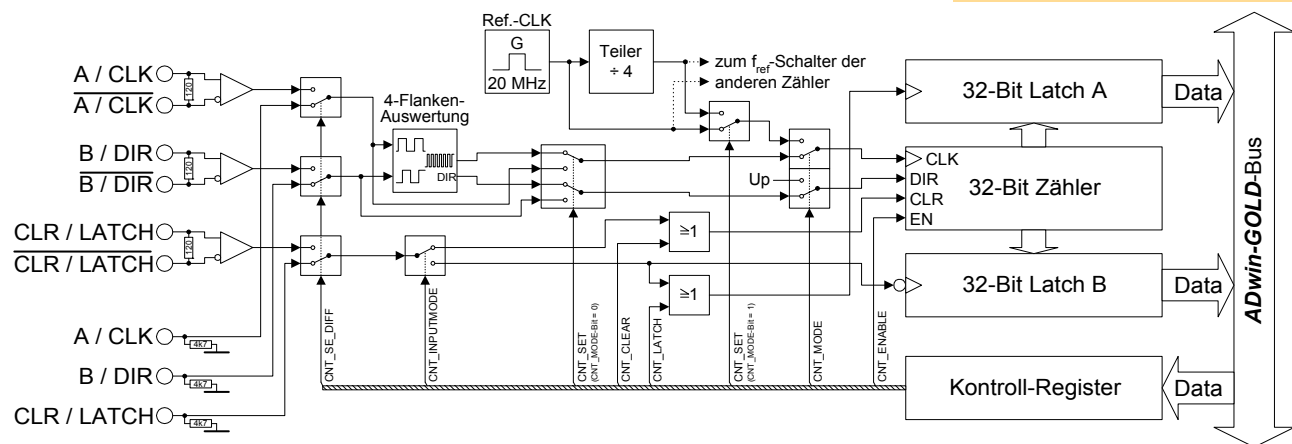 Ref.-CLK
G
20 MHz
Teiler
÷ 4
zum f_ref-Schalter der
anderen Zähler
A / CLK
A / CLK
120
4-Flanken-
Auswertung
DIR
B / DIR
B / DIR
120
CLR / LATCH
CLR / LATCH
120
Up
≥1
≥1
32-Bit Latch A
Data
CLK
DIR
CLR
EN
32-Bit Zähler
32-Bit Latch B
Data
Kontroll-Register
Data
ADwin-GOLD-Bus
A / CLK
4k7
B / DIR
4k7
CLR / LATCH
4k7
CNT_SE_DIFF
CNT_INPUTMODE
CNT_SET
(CNT_MODE-Bit = 0)
CNT_CLEAR
CNT_LATCH
CNT_SET
(CNT_MODE-Bit = 1)
CNT_MODE
CNT_ENABLE